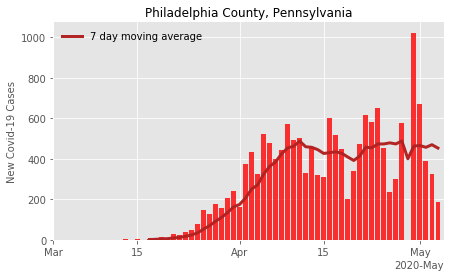 Philadelphia County, Pennsylvania
7 day moving average
New Covid-19 Cases
1000
800
600
400
200
0
Mar
15
Apr
15
May
2020-May